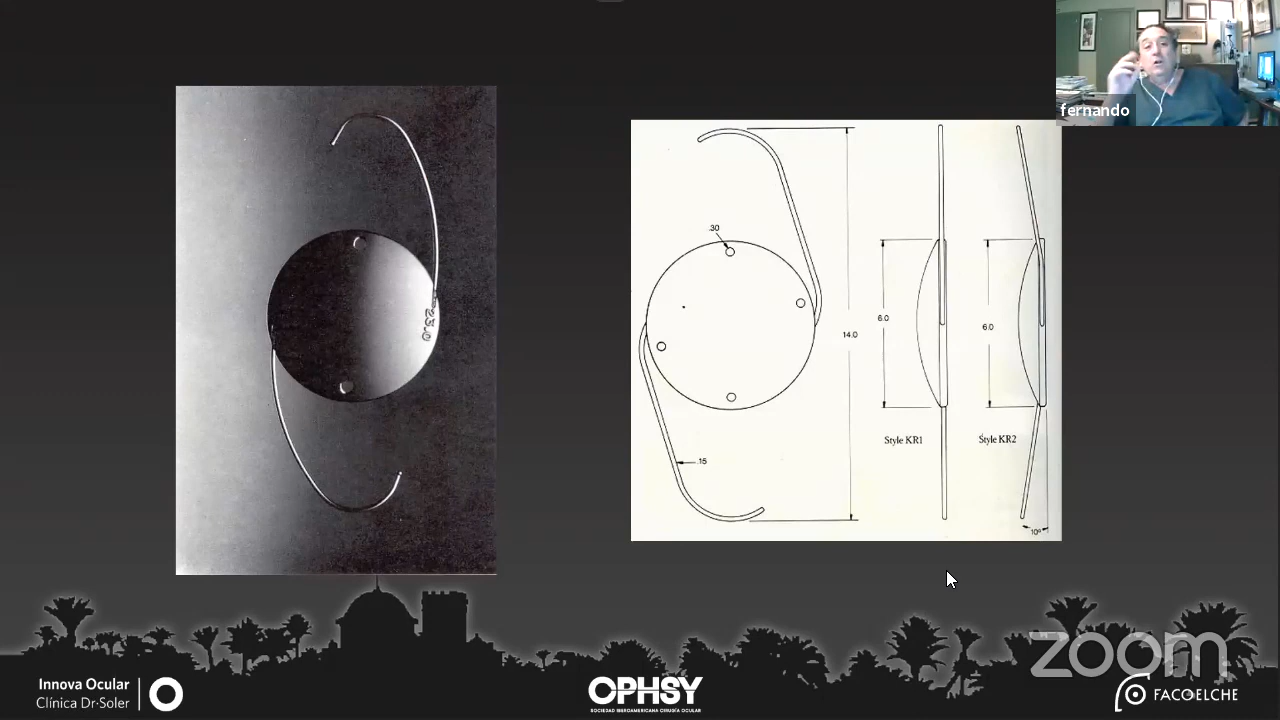 fernando
23.0
.30
14.0
6.0
6.0
Style KR1
Style KR2
.15
10°
zoom
Innova Ocular
Clínica Dr·Soler
OPHSY
SOCIEDAD IBEROAMERICANA CIRUGÍA OCULAR
FACOELCHE